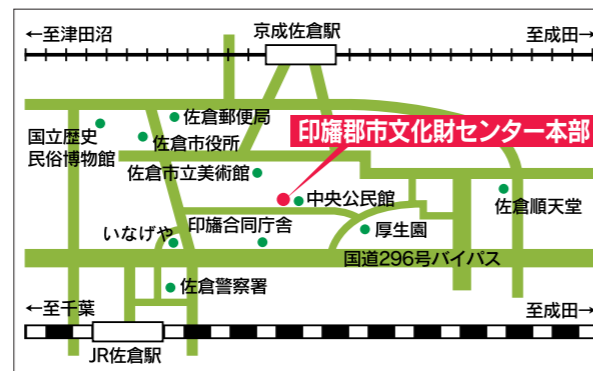 京成佐倉駅
←至津田沼
至成田→
佐倉郵便局
国立歴史
民俗博物館
佐倉市役所
印旛郡市文化財センター本部
佐倉市立美術館
中央公民館
佐倉順天堂
いなげや
印旛合同庁舎
厚生園
国道296号バイパス
佐倉警察署
←至千葉
至成田→
JR佐倉駅